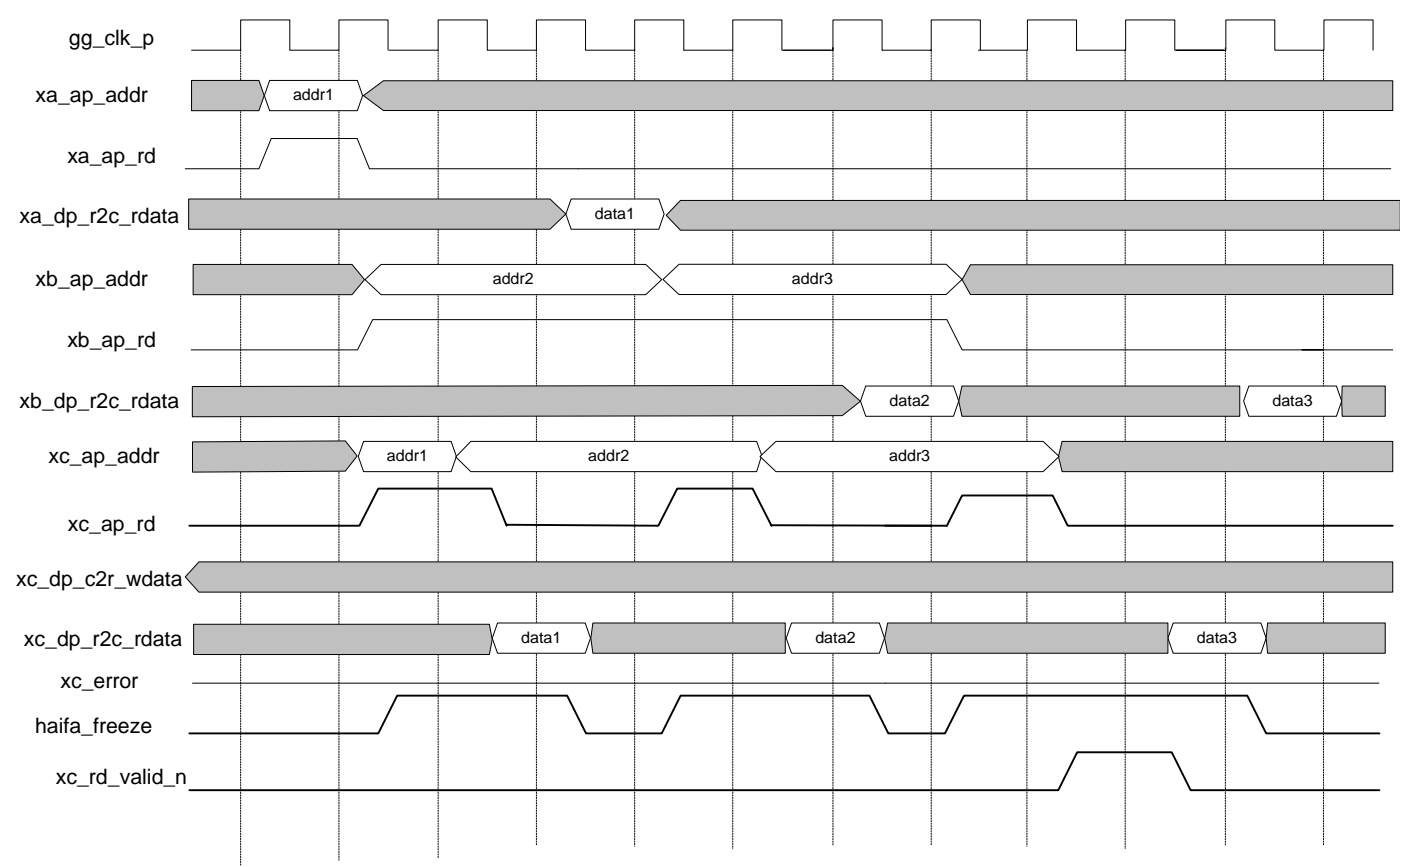 gg_clk_p
xa_ap_addr addr1
xa_ap_rd
xa_dp_r2c_rdata data1
xb_ap_addr addr2 addr3
xb_ap_rd
xb_dp_r2c_rdata data2 data3
xc_ap_addr addr1 addr2 addr3
xc_ap_rd
xc_dp_c2r_wdata
xc_dp_r2c_rdata data1 data2 data3
xc_error
haifa_freeze
xc_rd_valid_n